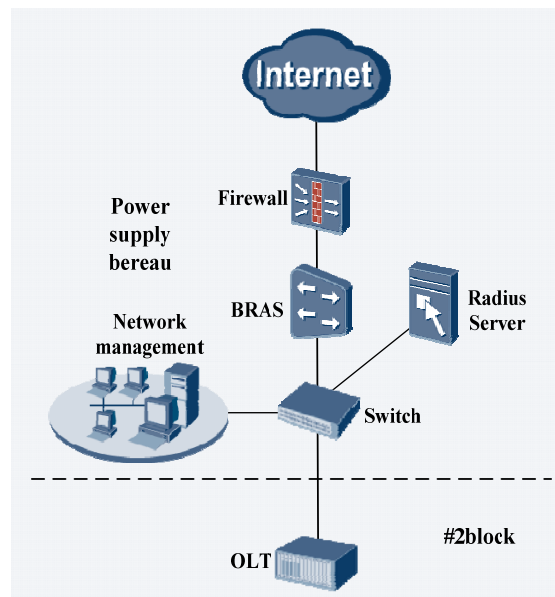 Internet
Firewall
Power
supply
bereau
BRAS
Radius
Server
Network
management
Switch
#2block
OLT